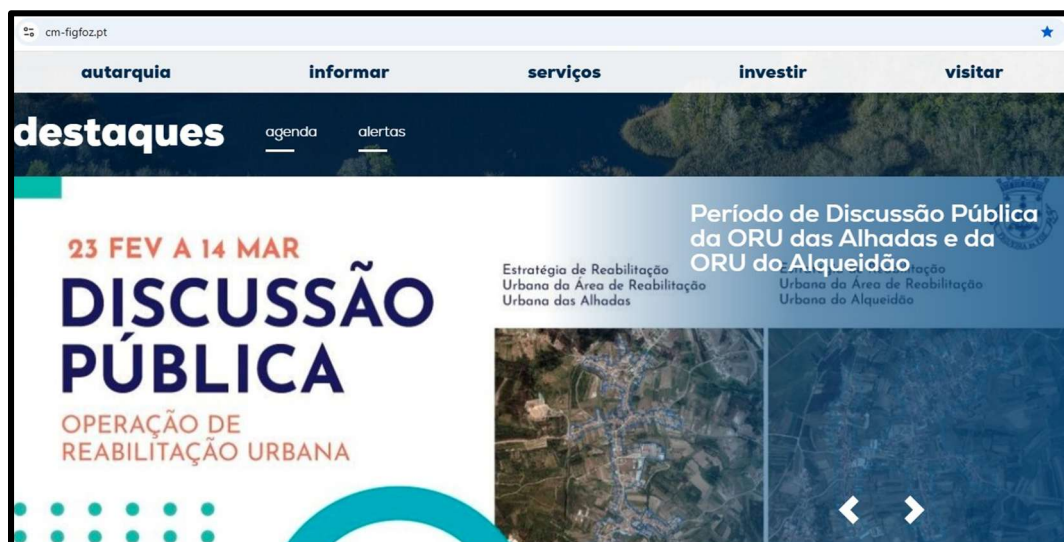 cm-figfoz.pt
autarquia informar serviços investir visitar
destaques agenda alertas
23 FEV A 14 MAR
DISCUSSÃO
PÚBLICA
OPERAÇÃO DE
REABILITAÇÃO URBANA
Estratégia de Reabilitação
Urbana da Área de Reabilitação
Urbana das Alhadas
Período de Discussão Pública
da ORU das Alhadas e da
ORU do Alqueidão
Urbana da Área de Reabilitação
Urbana do Alqueidão